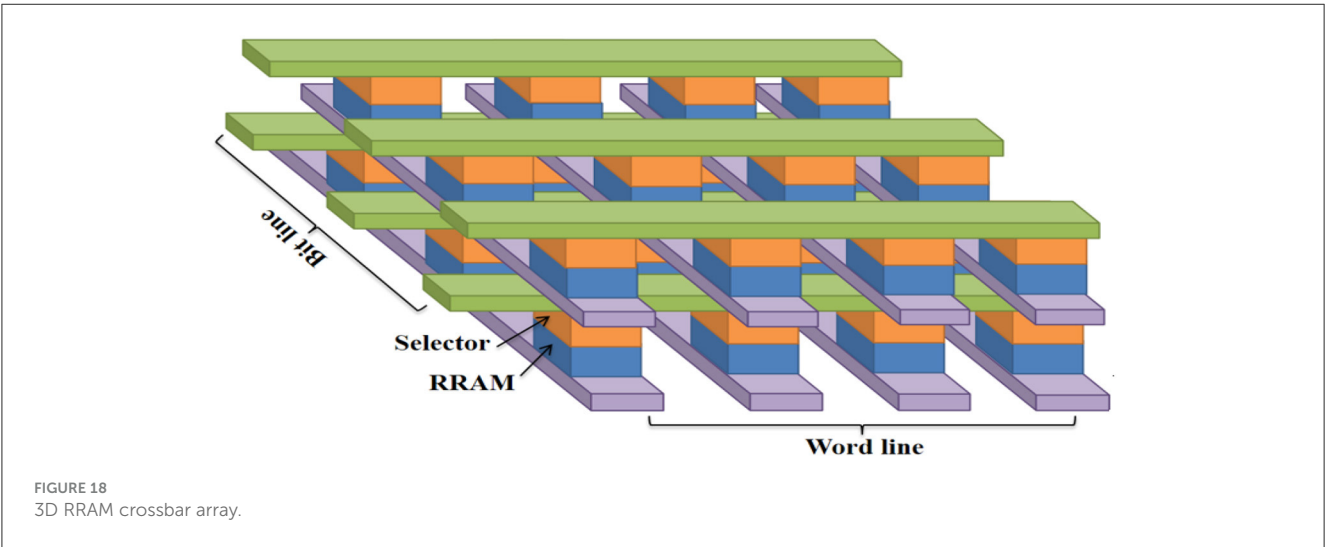 Bit line
Selector
RRAM
Word line
FIGURE 18
3D RRAM crossbar array.